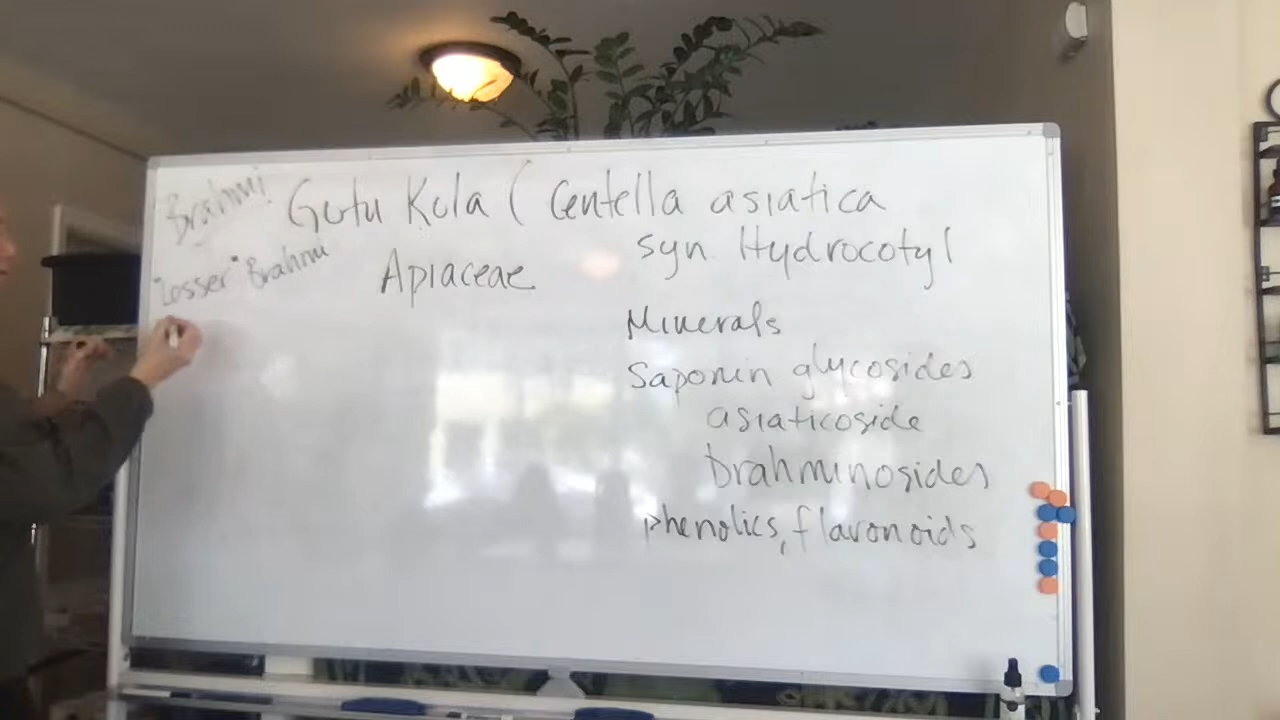 Brahmi!
Gotu Kola ( Centella asiatica
"Lesser" Brahmi
syn Hydrocotyl
Apiaceae
Minerals
Saponin glycosides
asiaticoside
brahminosides
phenolics, flavonoids